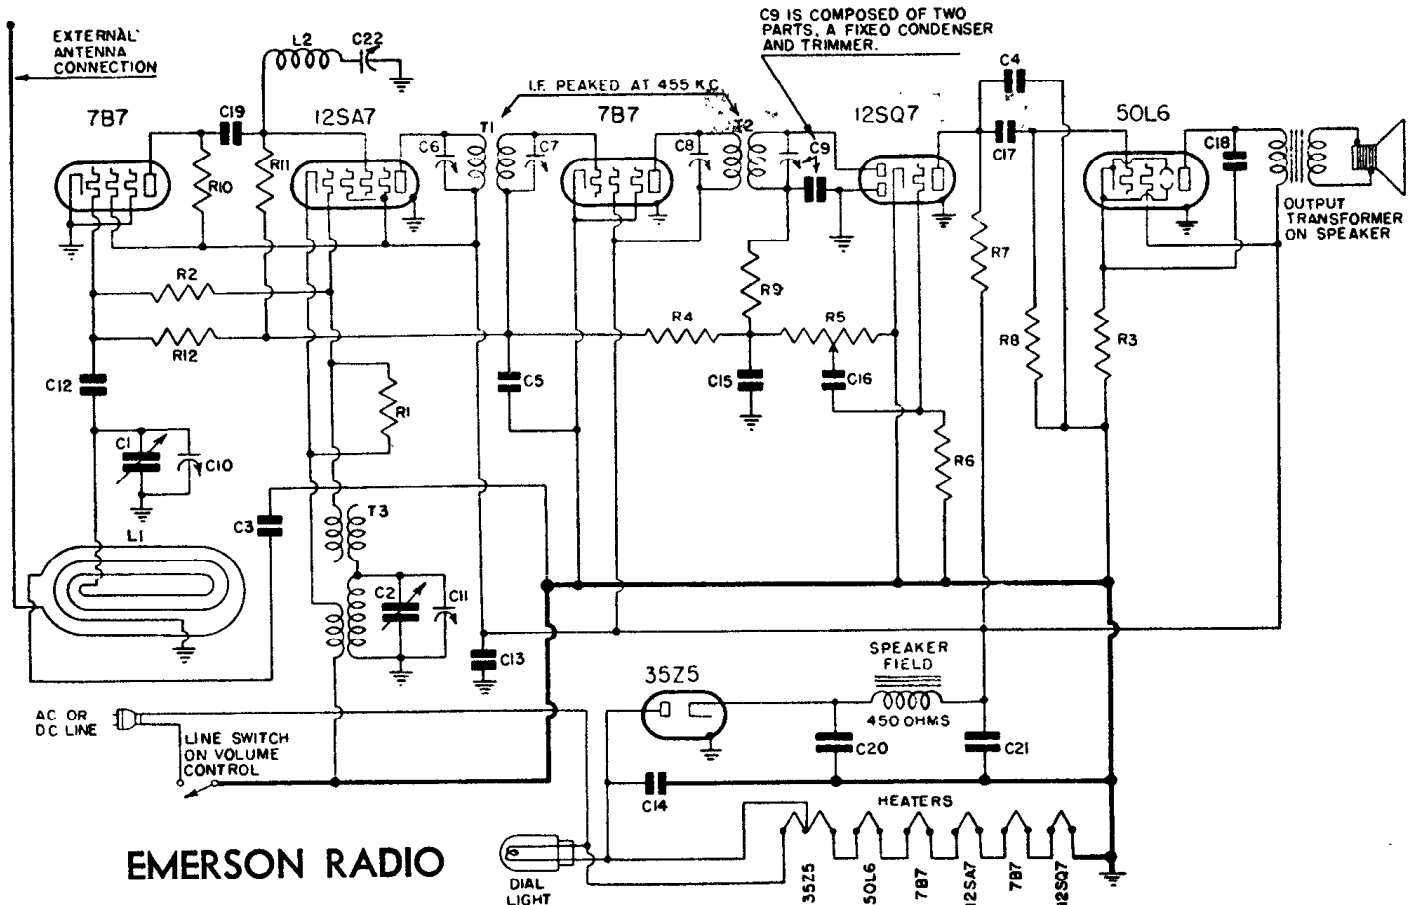 C9 IS COMPOSED OF TWO
PARTS, A FIXEO CONDENSER
AND TRIMMER.
EXTERNAL
ANTENNA
CONNECTION
L2
C22
C4
I.F. PEAKED AT 455 K.C.
7B7
C19
12SA7
T1
7B7
T2
12SQ7
50L6
C6
C7
C8
C9
C17
C18
R11
R10
OUTPUT
TRANSFORMER
ON SPEAKER
R7
R2
R9
R4
R5
R8
R3
R12
C12
C5
C15
C16
R1
C1
C10
R6
C3
T3
L1
C2
C11
C13
SPEAKER
FIELD
35Z5
450 OHMS
AC OR
DC LINE
LINE SWITCH
ON VOLUME
CONTROL
C20
C21
C14
HEATERS
EMERSON RADIO
DIAL
LIGHT
35Z5
50L6
7B7
12SA7
7B7
12SQ7